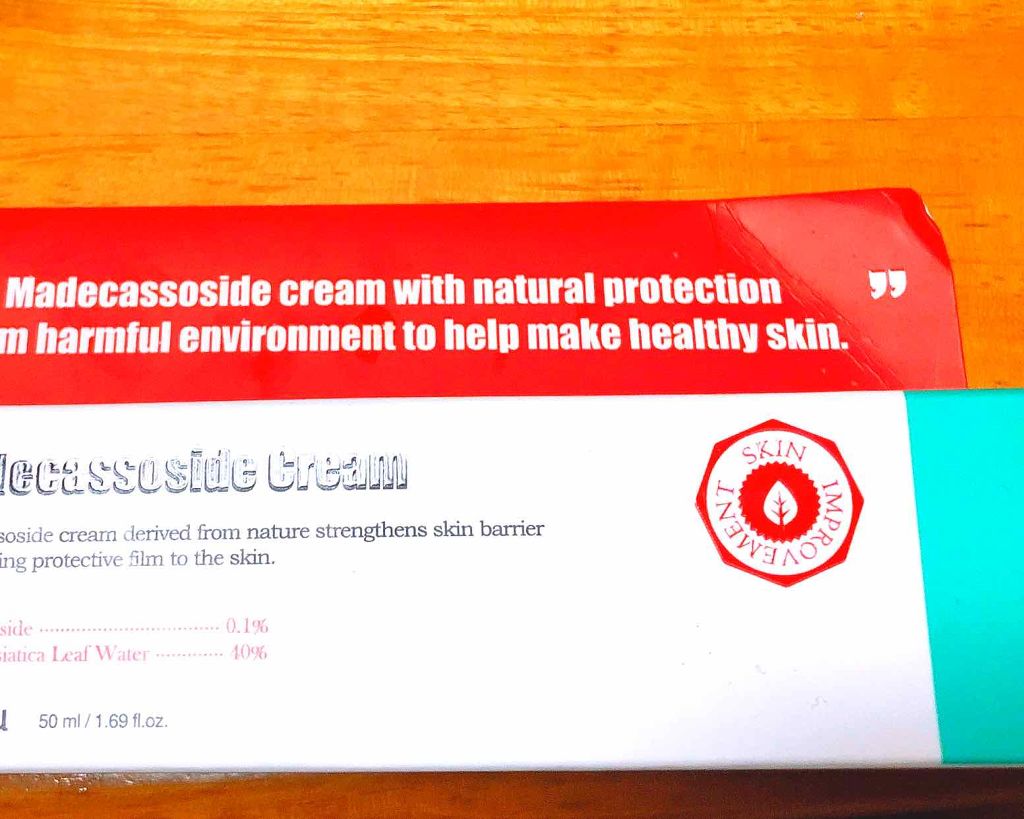 Madecassoside cream with natural protection ”
m harmful environment to help make healthy skin.
decassoside Cream
SKIN IMPROVEMENT
soside cream derived from nature strengthens skin barrier
ing protective film to the skin.
side ................................. 0.1%
siatica Leaf Water ............. 40%
50 ml / 1.69 fl.oz.